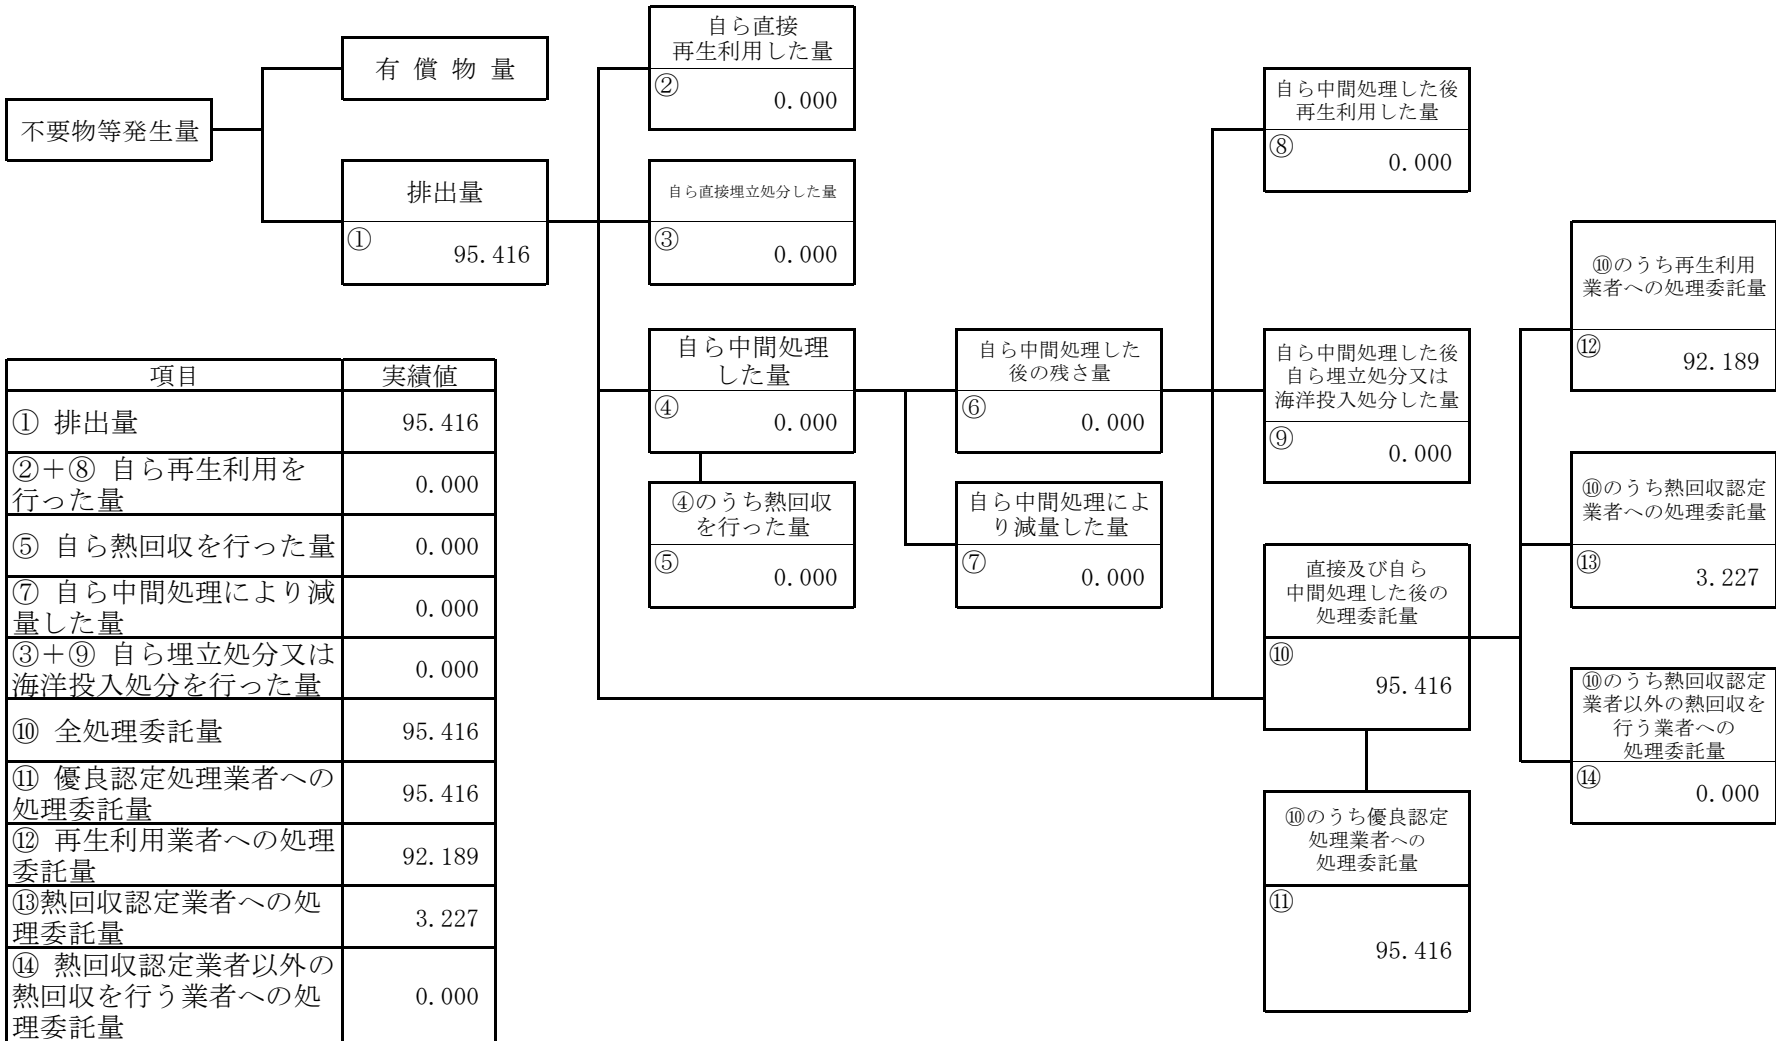 不要物等発生量
有 償 物 量
排出量
①
95.416
自ら直接
再生利用した量
②
0.000
自ら直接埋立処分した量
③
0.000
自ら中間処理
した量
④
0.000
④のうち熱回収
を行った量
⑤
0.000
自ら中間処理した
後の残さ量
⑥
0.000
自ら中間処理によ
り減量した量
⑦
0.000
自ら中間処理した後
再生利用した量
⑧
0.000
自ら中間処理した後
自ら埋立処分又は
海洋投入処分した量
⑨
0.000
直接及び自ら
中間処理した後の
処理委託量
⑩
95.416
⑩のうち優良認定
処理業者への
処理委託量
⑪
95.416
⑩のうち再生利用
業者への処理委託量
⑫
92.189
⑩のうち熱回収認定
業者への処理委託量
⑬
3.227
⑩のうち熱回収認定
業者以外の熱回収を
行う業者への
処理委託量
⑭
0.000
項目 実績値
① 排出量 95.416
②＋⑧ 自ら再生利用を
行った量 0.000
⑤ 自ら熱回収を行った量 0.000
⑦ 自ら中間処理により減
量した量 0.000
③＋⑨ 自ら埋立処分又は
海洋投入処分を行った量 0.000
⑩ 全処理委託量 95.416
⑪ 優良認定処理業者への
処理委託量 95.416
⑫ 再生利用業者への処理
委託量 92.189
⑬熱回収認定業者への処
理委託量 3.227
⑭ 熱回収認定業者以外の
熱回収を行う業者への処
理委託量 0.000